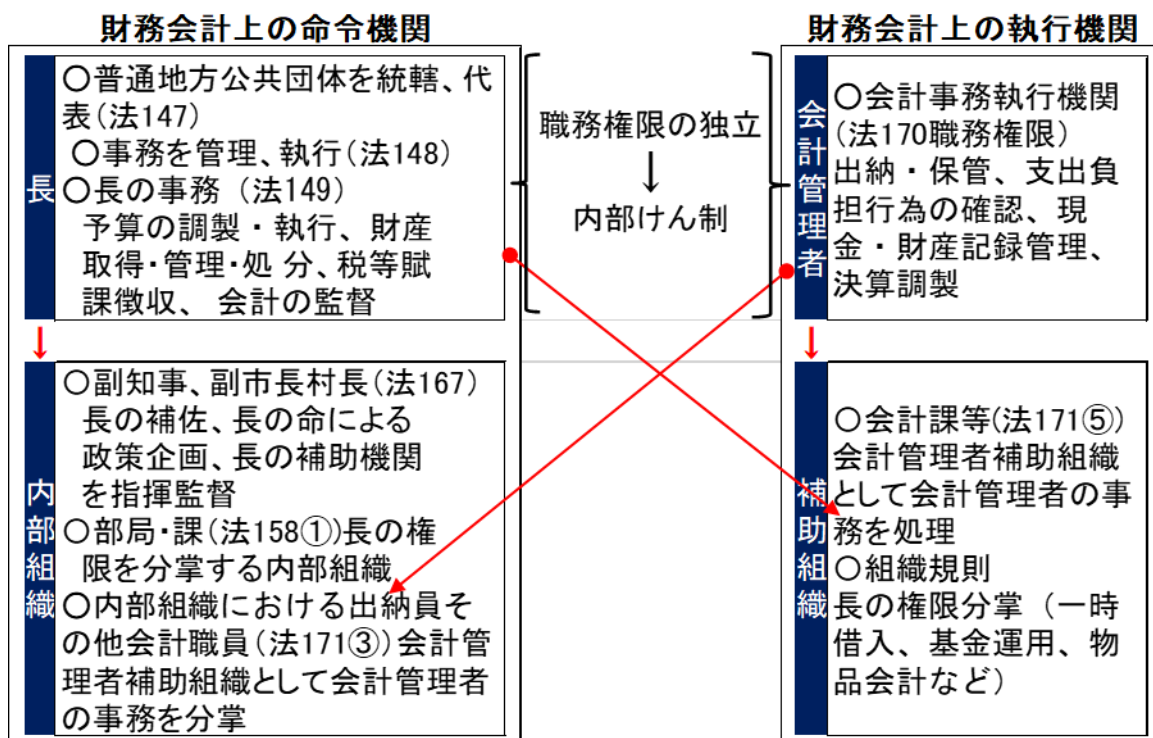 財務会計上の命令機関
長
〇普通地方公共団体を統轄、代
表(法147)
〇事務を管理、執行(法148)
〇長の事務 (法149)
予算の調製・執行、財産
取得・管理・処 分、税等賦
課徴収、 会計の監督
↓
内部組織
〇副知事、副市長村長(法167)
長の補佐、長の命による
政策企画、長の補助機関
を指揮監督
〇部局・課(法158①)長の権
限を分掌する内部組織
〇内部組織における出納員そ
の他会計職員(法171③)会計管
理者補助組織として会計管理者
の事務を分掌
職務権限の独立
↓
内部けん制
財務会計上の執行機関
会計管理者
〇会計事務執行機関
(法170職務権限)
出納・保管、支出負
担行為の確認、現
金・財産記録管理、
決算調製
↓
補助組織
〇会計課等(法171⑤)
会計管理者補助組織
として会計管理者の事
務を処理
〇組織規則
長の権限分掌（一時
借入、基金運用、物
品会計など）